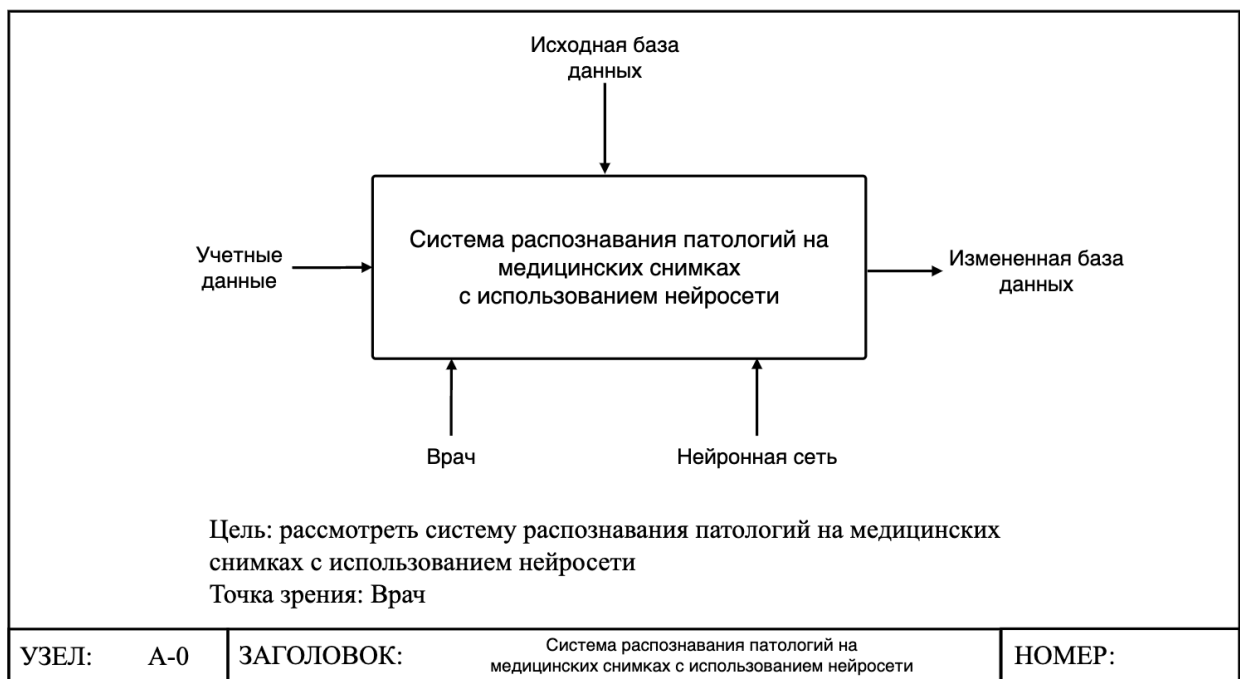 Исходная база
данных
Учетные
данные
Система распознавания патологий на
медицинских снимках
с использованием нейросети
Измененная база
данных
Врач
Нейронная сеть
Цель: рассмотреть систему распознавания патологий на медицинских
снимках с использованием нейросети
Точка зрения: Врач
УЗЕЛ: А-0
ЗАГОЛОВОК:
Система распознавания патологий на
медицинских снимках с использованием нейросети
НОМЕР: